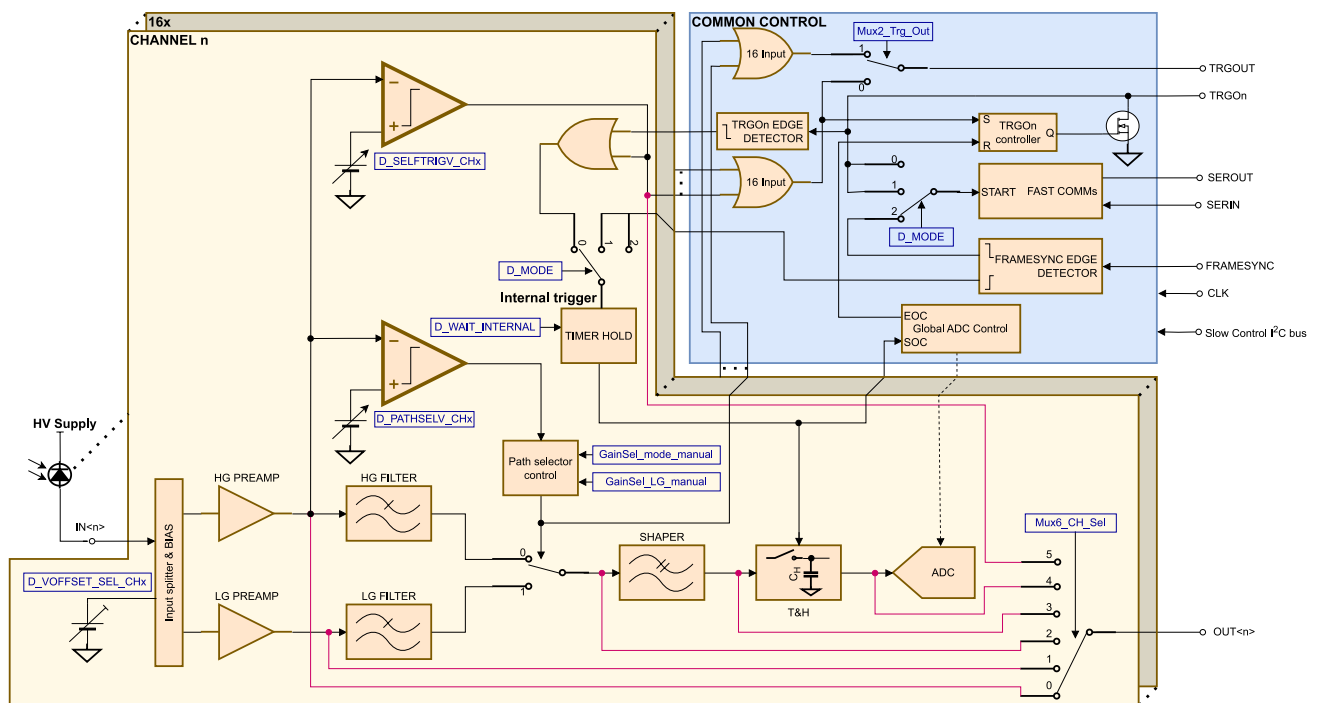 16x
CHANNEL n
COMMON CONTROL
Mux2_Trg_Out
16 Input
1
0
TRGOUT
TRGOn
TRGOn EDGE
DETECTOR
S
R
Q
TRGOn
controller
−
+
D_SELFTRIGV_CHx
16 Input
0
1
2
START
FAST COMMs
SEROUT
SERIN
D_MODE
0
1
2
D_MODE
FRAMESYNC EDGE
DETECTOR
FRAMESYNC
CLK
Internal trigger
D_WAIT_INTERNAL
TIMER HOLD
EOC
Global ADC Control
SOC
Slow Control I²C bus
−
+
D_PATHSELV_CHx
HV Supply
Path selector
control
GainSel_mode_manual
GainSel_LG_manual
HG PREAMP
HG FILTER
IN<n>
Input splitter & BIAS
D_VOFFSET_SEL_CHx
LG PREAMP
LG FILTER
0
1
SHAPER
CH
T&H
ADC
Mux6_CH_Sel
5
4
3
2
1
0
OUT<n>